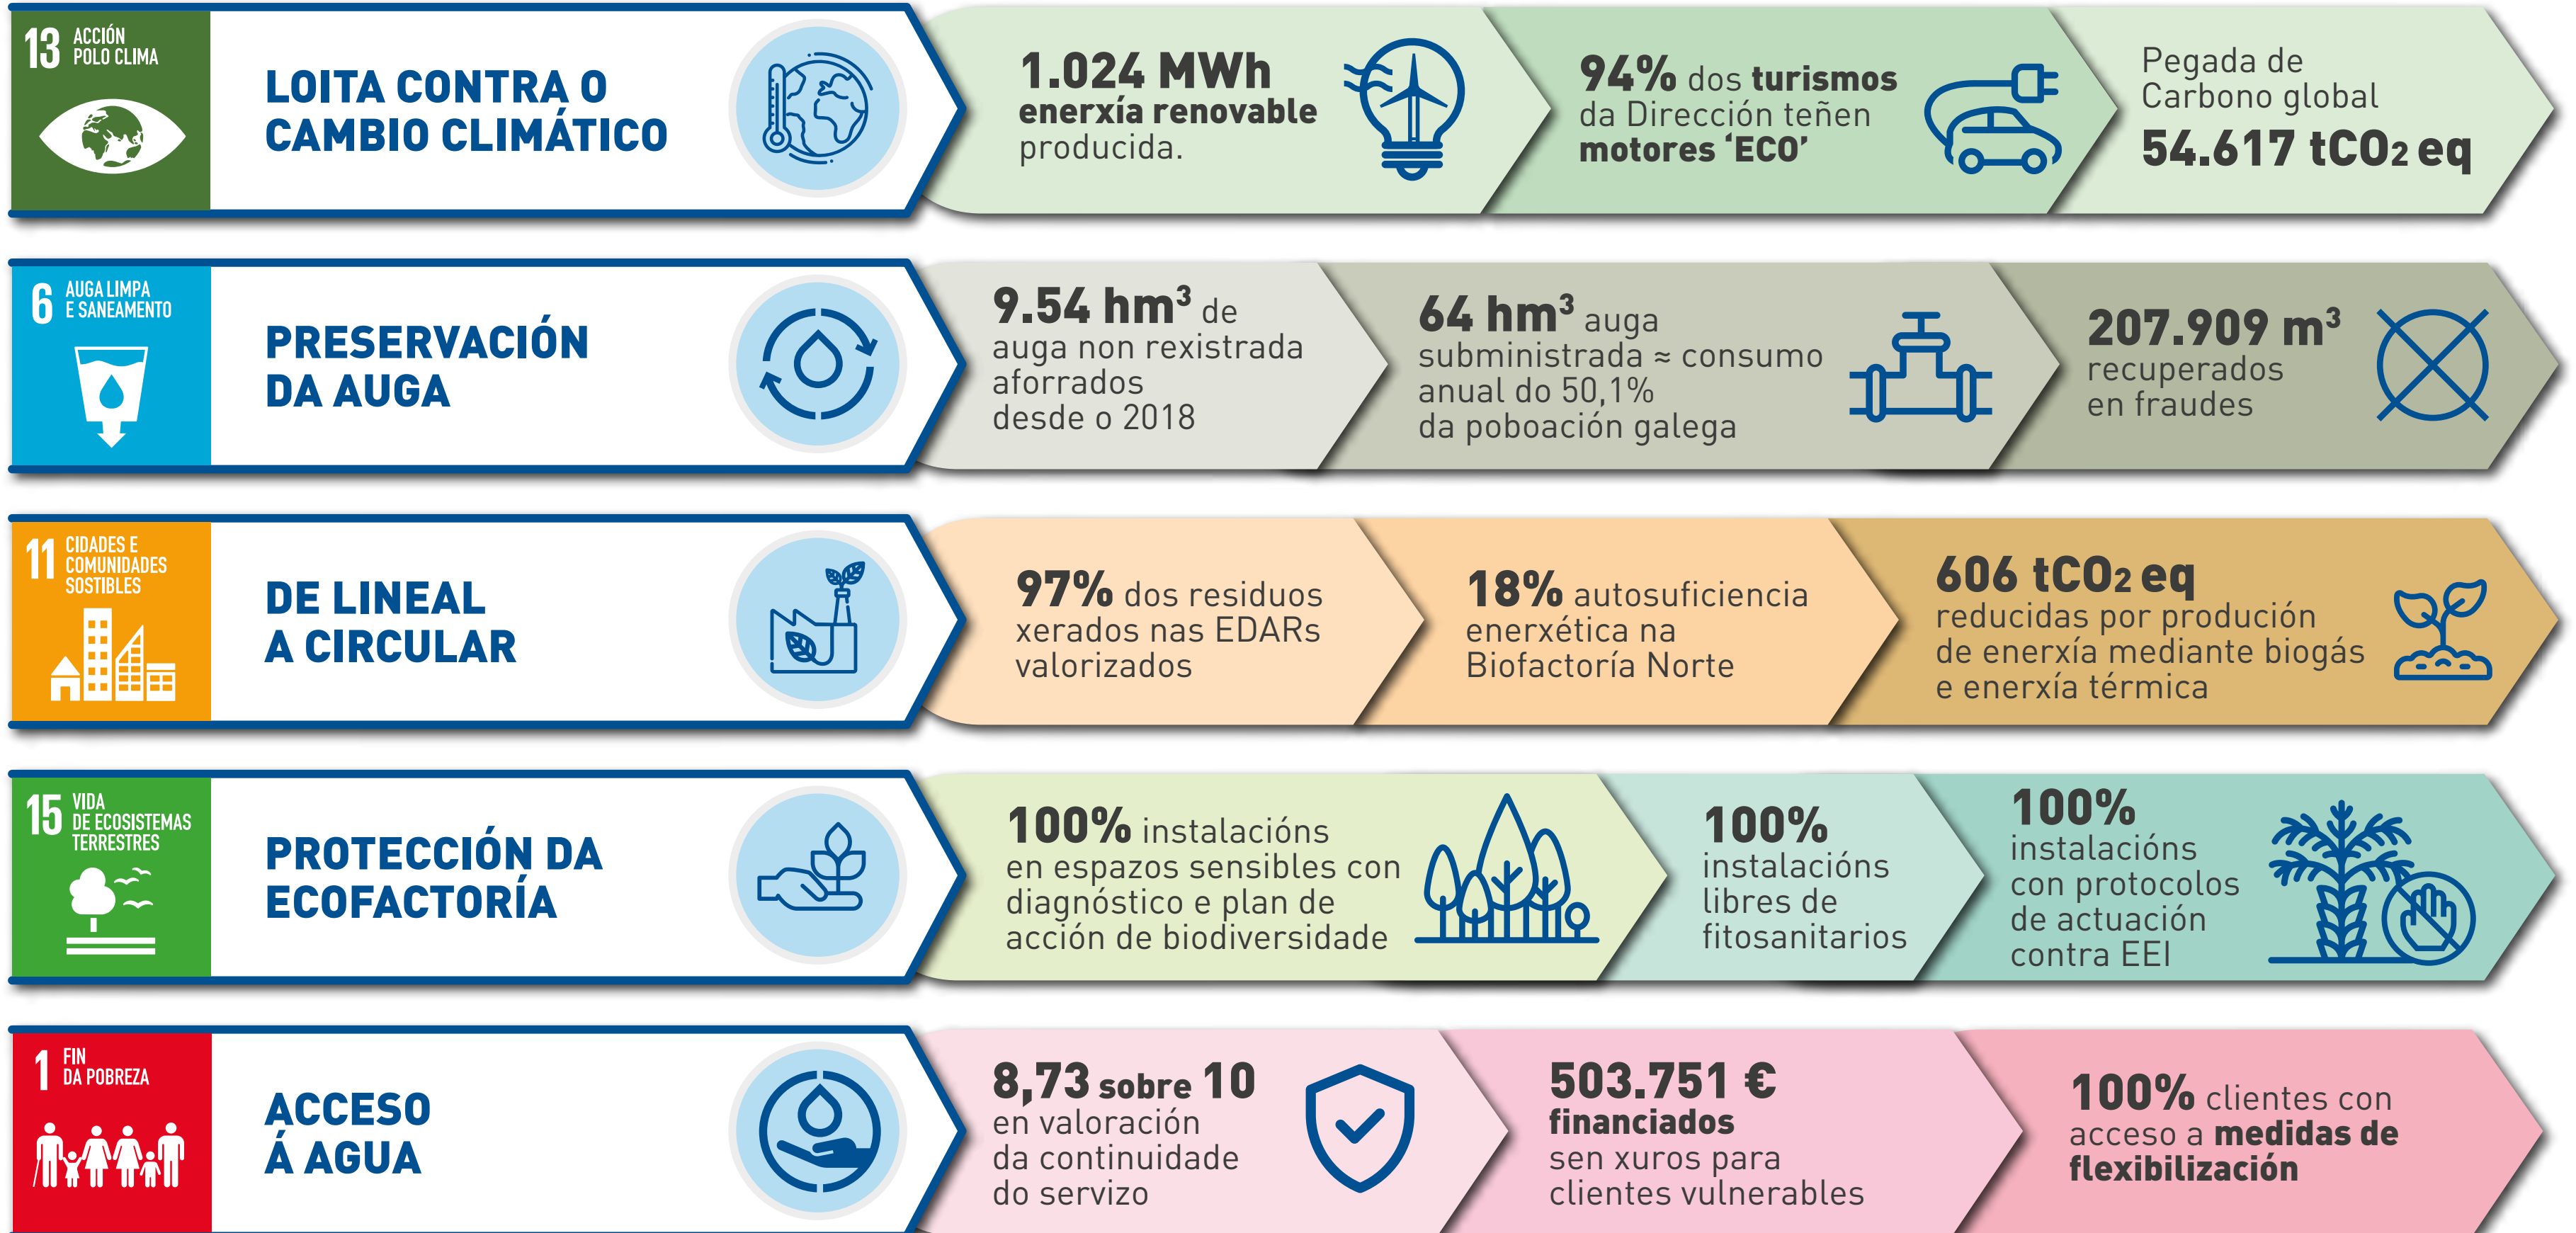 13 ACCIÓN
POLO CLIMA
LOITA CONTRA O
CAMBIO CLIMÁTICO
1.024 MWh
enerxía renovable
producida.
94% dos turismos
da Dirección teñen
motores ‘ECO’
Pegada de
Carbono global
54.617 tCO2 eq
6 AUGA LIMPA
E SANEAMENTO
PRESERVACIÓN
DA AUGA
9.54 hm³ de
auga non rexistrada
aforrados
desde o 2018
64 hm³ auga
subministrada ≈ consumo
anual do 50,1%
da poboación galega
207.909 m³
recuperados
en fraudes
11 CIDADES E
COMUNIDADES
SOSTIBLES
DE LINEAL
A CIRCULAR
97% dos residuos
xerados nas EDARs
valorizados
18% autosuficiencia
enerxética na
Biofactoría Norte
606 tCO2 eq
reducidas por produción
de enerxía mediante biogás
e enerxía térmica
15 VIDA
DE ECOSISTEMAS
TERRESTRES
PROTECCIÓN DA
ECOFACTORÍA
100% instalacións
en espazos sensibles con
diagnóstico e plan de
acción de biodiversidade
100%
instalacións
libres de
fitosanitarios
100%
instalacións
con protocolos
de actuación
contra EEI
1 FIN
DA POBREZA
ACCESO
Á AGUA
8,73 sobre 10
en valoración
da continuidade
do servizo
503.751 €
financiados
sen xuros para
clientes vulnerables
100% clientes con
acceso a medidas de
flexibilización